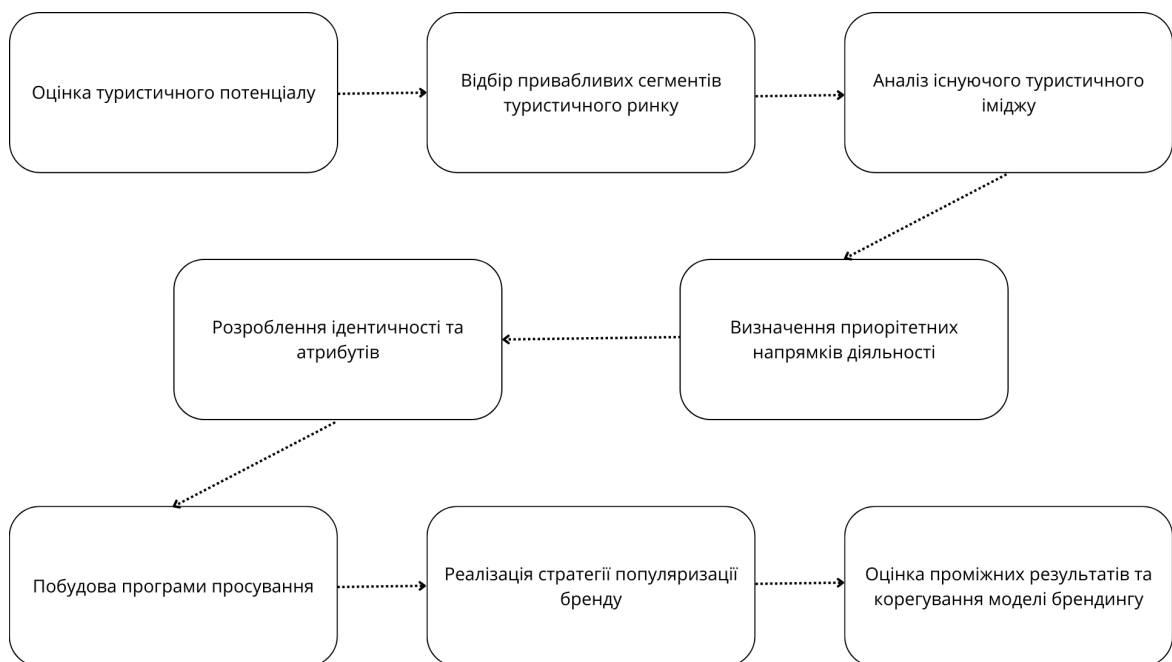 Оцінка туристичного потенціалу
Відбір привабливих сегментів
туристичного ринку
Аналіз існуючого туристичного
іміджу
Визначення приорітетних
напрямків діяльності
Розроблення ідентичності та
атрибутів
Побудова програми просування
Реалізація стратегії популяризації
бренду
Оцінка проміжних результатів та
корегування моделі брендингу